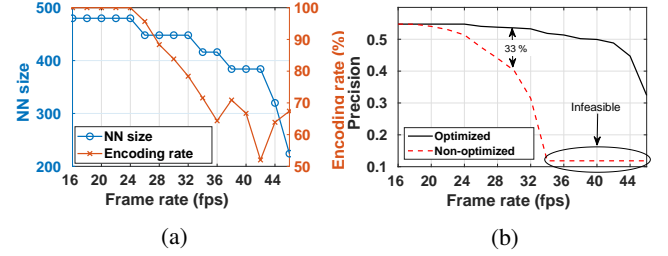 (a)
500
400
300
200
NN size
100
90
80
70
60
50
Encoding rate (%)
NN size
Encoding rate
16 20 24 28 32 36 40 44
Frame rate (fps)
(a)
(b)
0.5
0.4
0.3
0.2
0.1
Precision
33 %
Infeasible
Optimized
Non-optimized
16 20 24 28 32 36 40 44
Frame rate (fps)
(b)